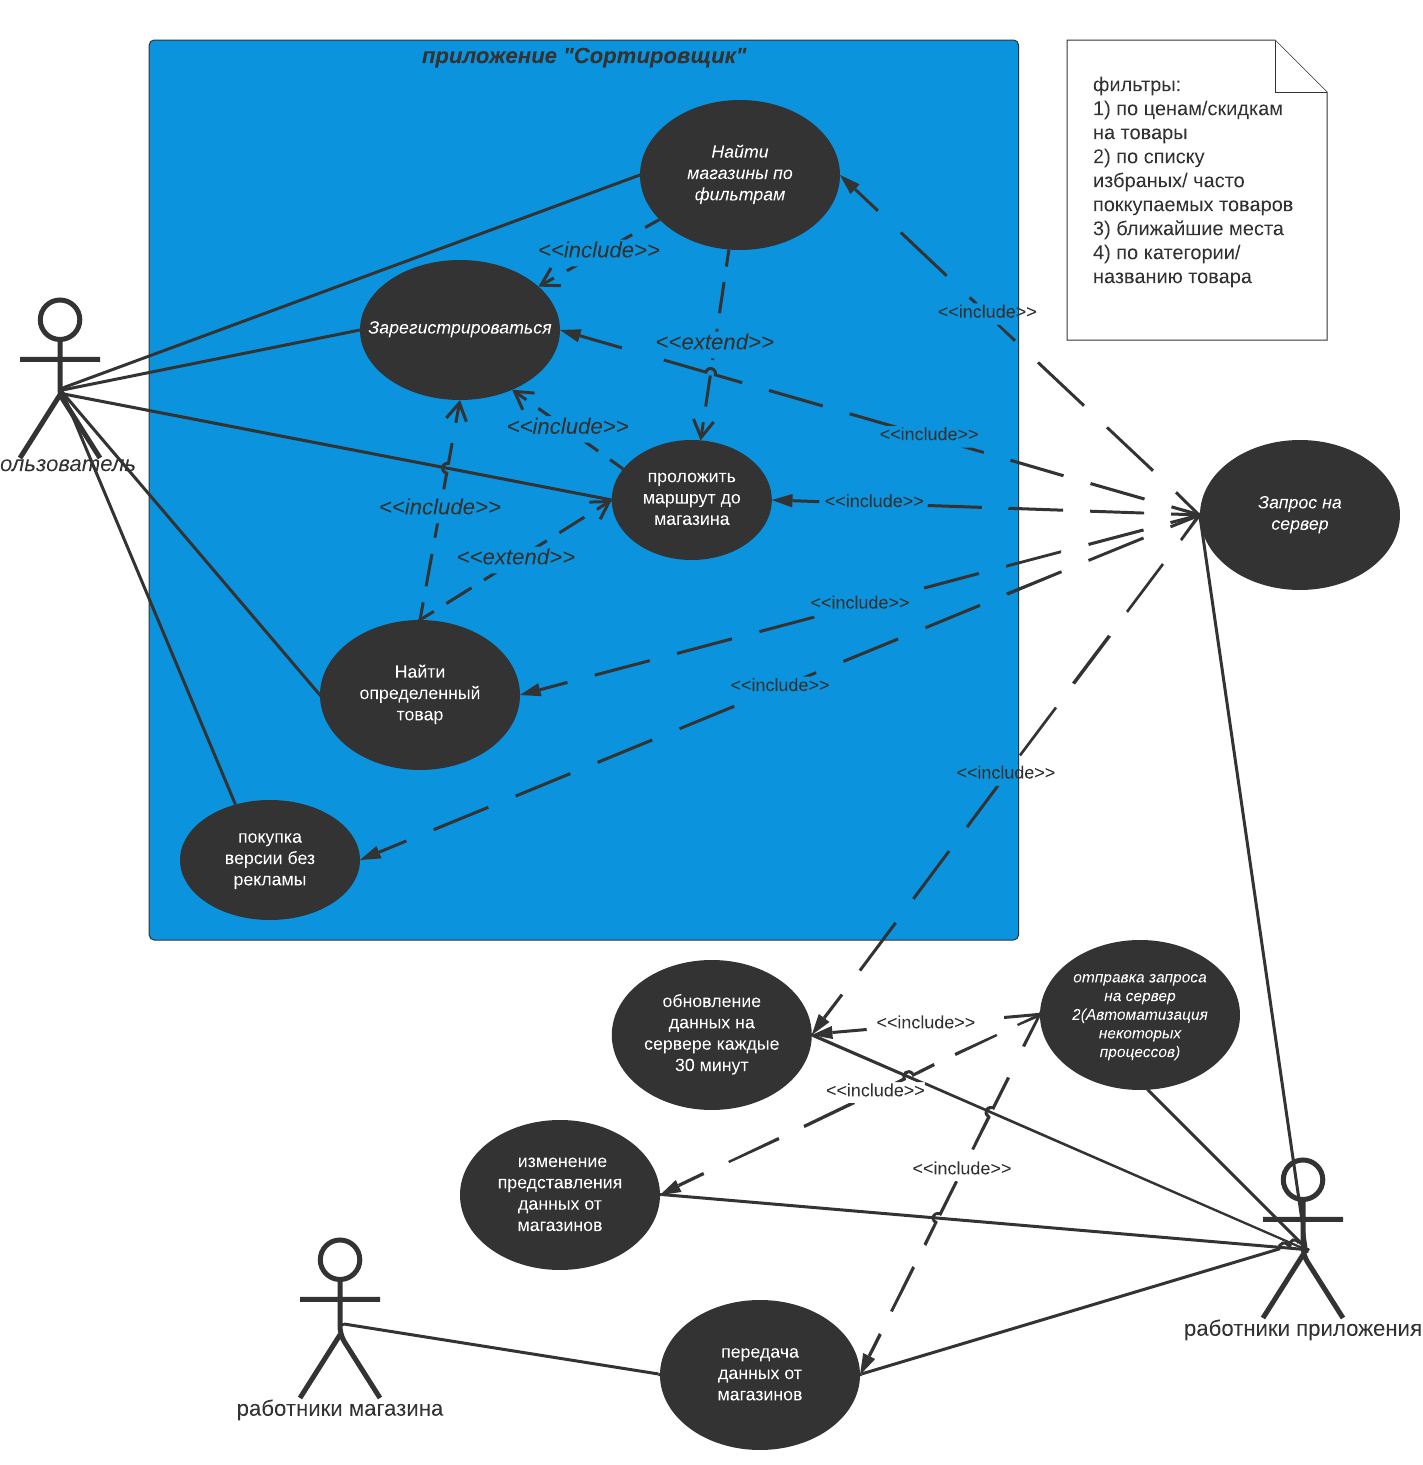 приложение "Сортировщик"
фильтры:
1) по ценам/скидкам
на товары
2) по списку
избраных/ часто
поккупаемых товаров
3) ближайшие места
4) по категории/
названию товара
Найти
магазины по
фильтрам
<<include>>
<<include>>
Зарегистрироваться
<<extend>>
<<include>>
<<include>>
ользователь
проложить
маршрут до
магазина
<<include>>
<<include>>
<<extend>>
Запрос на
сервер
<<include>>
Найти
определенный
товар
<<include>>
<<include>>
покупка
версии без
рекламы
обновление
данных на
сервере каждые
30 минут
<<include>>
отправка запроса
на сервер
2(Автоматизация
некоторых
процессов)
<<include>>
<<include>>
изменение
представления
данных от
магазинов
работники приложения
передача
данных от
магазинов
работники магазина